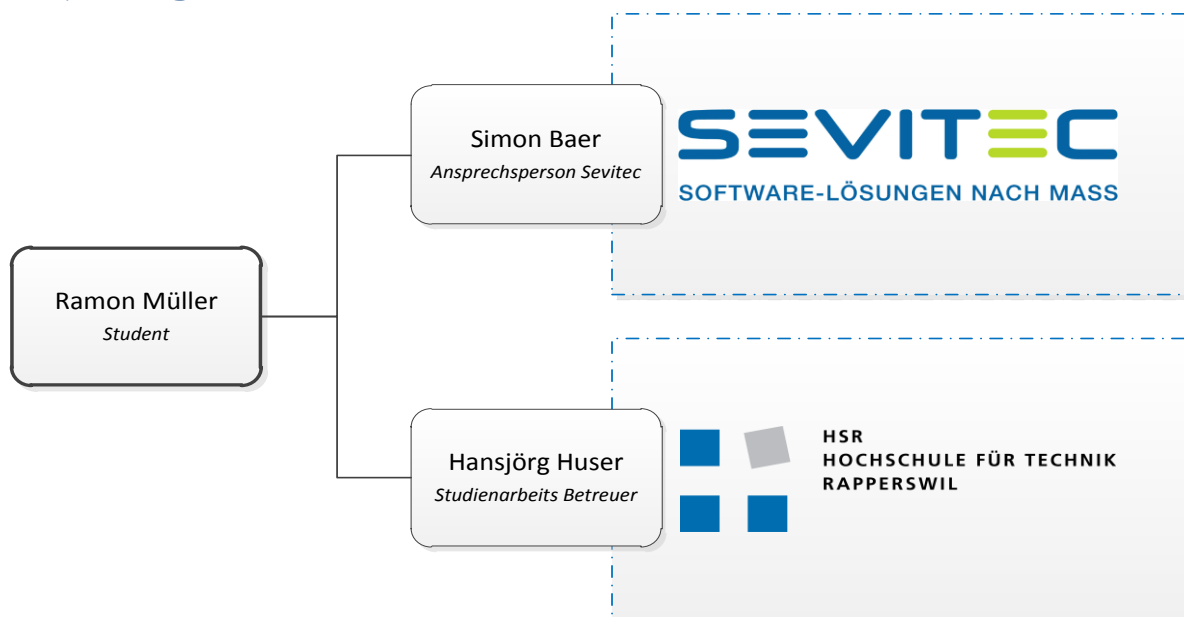 Simon Baer
Ansprechsperson Sevitec
SEVITEC
SOFTWARE-LÖSUNGEN NACH MASS
Ramon Müller
Student
Hansjörg Huser
Studienarbeits Betreuer
HSR
HOCHSCHULE FÜR TECHNIK
RAPPERSWIL